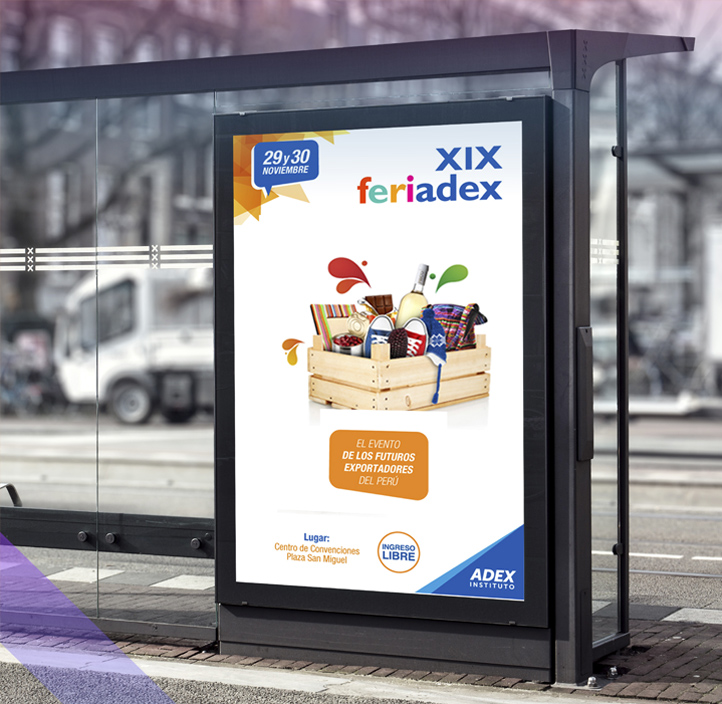 29 y 30
NOVIEMBRE
XIX
feriadex
EL EVENTO
DE LOS FUTUROS
EXPORTADORES
DEL PERÚ
Lugar:
Centro de Convenciones
Plaza San Miguel
INGRESO
LIBRE
ADEX
INSTITUTO